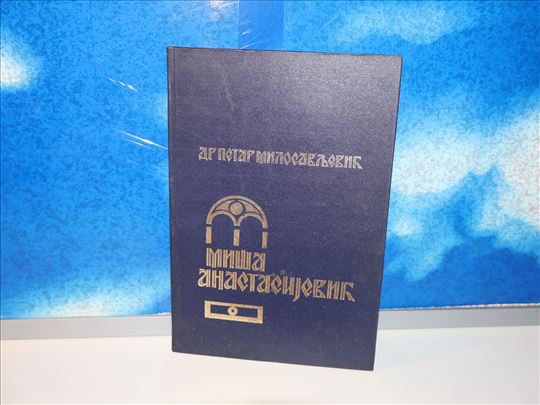 ДР ПЕТАР МИЛОСАВЉЕВИЋ
МИША
АНАСТАСИЈЕВИЋ